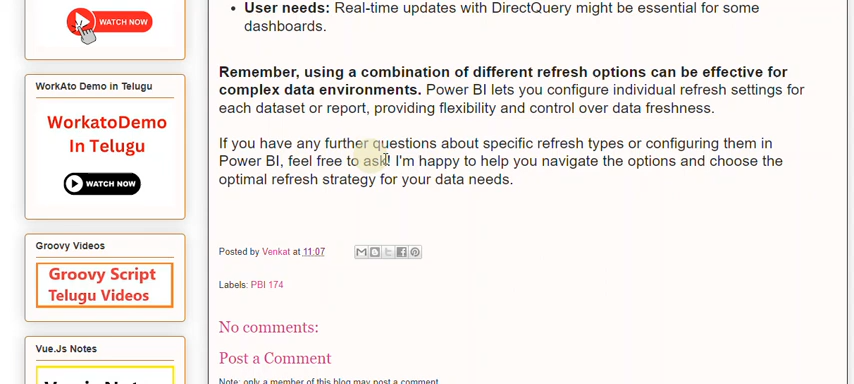 WATCH NOW
WorkAto Demo in Telugu
WorkatoDemo
In Telugu
WATCH NOW
Groovy Videos
Groovy Script
Telugu Videos
Vue.Js Notes
• User needs: Real-time updates with DirectQuery might be essential for some
dashboards.
Remember, using a combination of different refresh options can be effective for
complex data environments. Power BI lets you configure individual refresh settings for
each dataset or report, providing flexibility and control over data freshness.
If you have any further questions about specific refresh types or configuring them in
Power BI, feel free to ask! I'm happy to help you navigate the options and choose the
optimal refresh strategy for your data needs.
Posted by Venkat at 11:07
Labels: PBI 174
No comments:
Post a Comment
Note: only a member of this blog may post a comment.